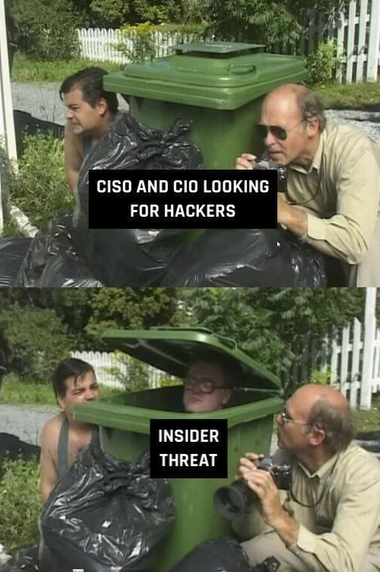 CISO AND CIO LOOKING
FOR HACKERS
INSIDER
THREAT